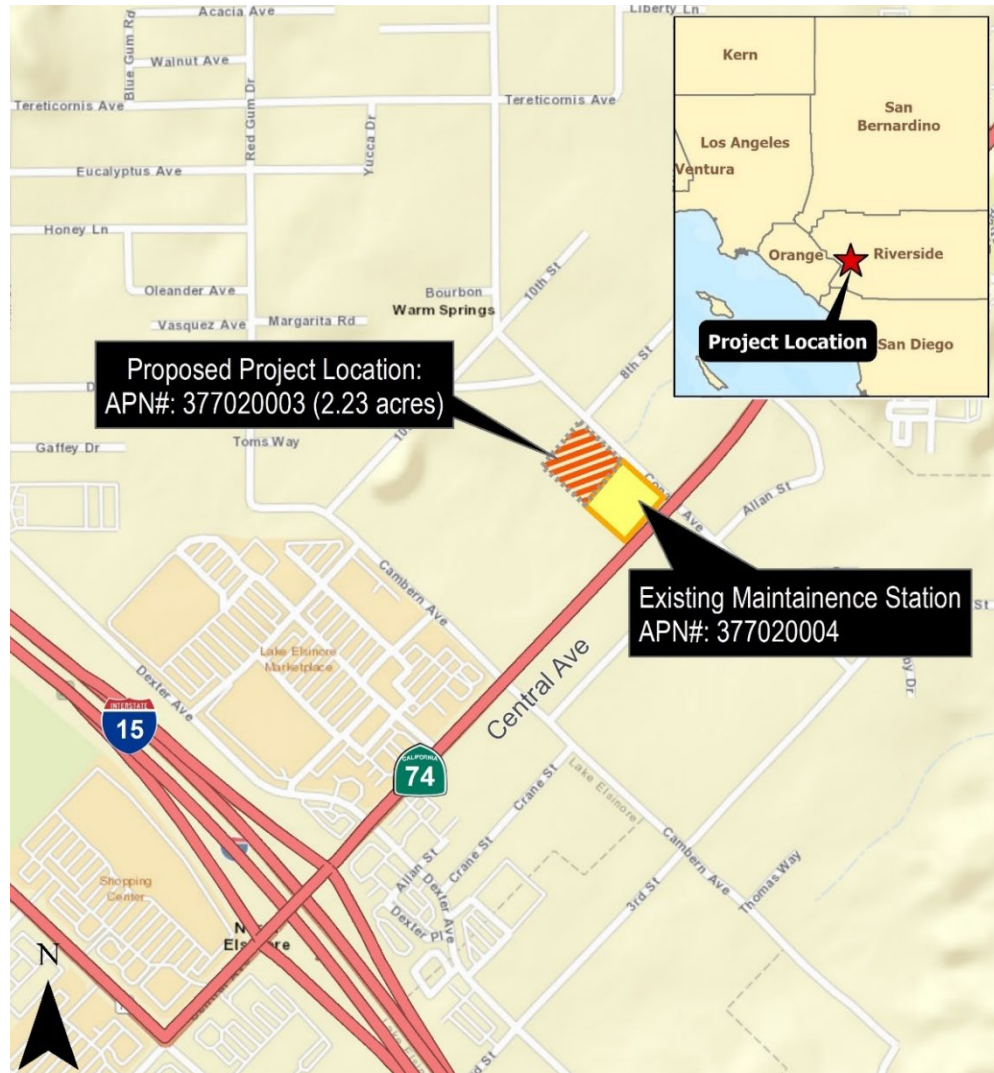 Acacia Ave
Liberty Ln
Blue Gum Rd
Walnut Ave
Red Gum Dr
Tereticornis Ave
Tereticornis Ave
Yucca Dr
Eucalyptus Ave
Honey Ln
Oleander Ave
Bourbon
10th St
Warm Springs
Vasquez Ave
Margarita Rd
8th St
Kern
San
Bernardino
Los Angeles
Ventura
Orange
Riverside
Project Location
San Diego
Proposed Project Location:
APN#: 377020003 (2.23 acres)
Gaffey Dr
Toms Way
Allan St
Existing Maintainence Station
APN#: 377020004
Cambern Ave
Lake Elsinore
Marketplace
Dexter Ave
INTERSTATE
15
CALIFORNIA
74
Central Ave
Crane St
Lake Elsinore
Allan St
Crane St
Dexter Ave
Dexter Pl
Cambern Ave
3rd St
Thomas Way
Shopping
Center
Elsinore
N